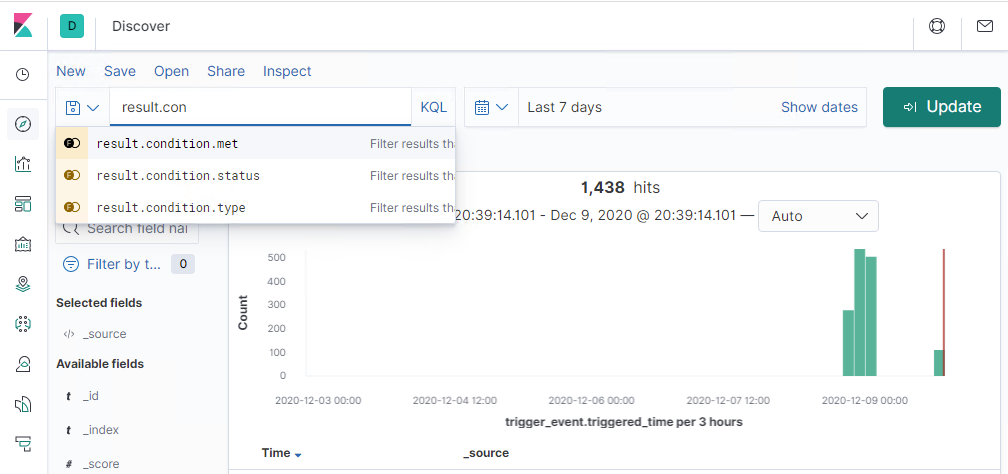 D Discover
New Save Open Share Inspect
result.con KQL Last 7 days Show dates Update
result.condition.met Filter results tha
result.condition.status Filter results tha
result.condition.type Filter results tha
1,438 hits
20:39:14.101 - Dec 9, 2020 @ 20:39:14.101 — Auto
Search field nar
Filter by t... 0
Selected fields
</> _source
Available fields
t _id
t _index
# _score
Count
500
400
300
200
100
0
2020-12-03 00:00 2020-12-04 12:00 2020-12-06 00:00 2020-12-07 12:00 2020-12-09 00:00
trigger_event.triggered_time per 3 hours
Time _source